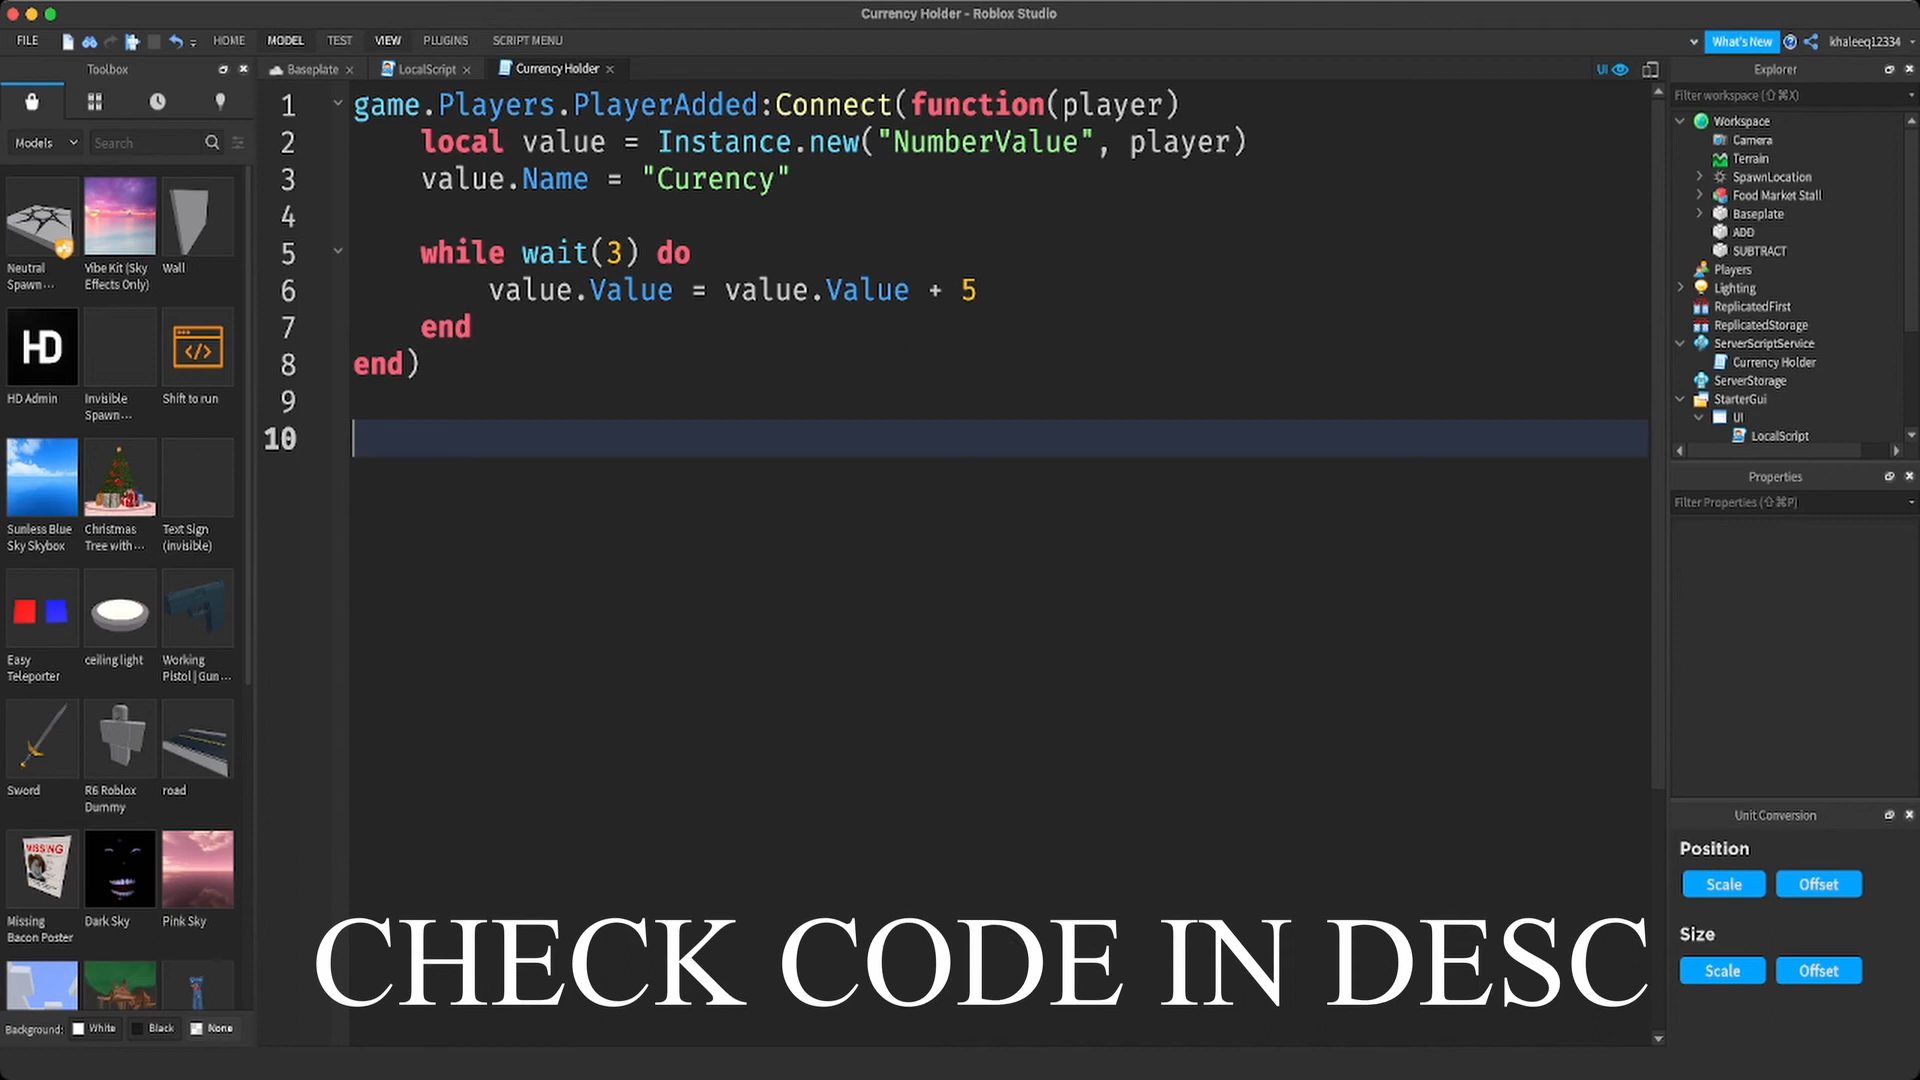 Currency Holder - Roblox Studio
FILE HOME MODEL TEST VIEW PLUGINS SCRIPT MENU What's New khaleeq12334
Toolbox
Baseplate LocalScript Currency Holder UI
Models Search
Neutral Spawn...
Vibe Kit (Sky Effects Only)
Wall
HD
HD Admin
Invisible Spawn...
Shift to run
Sunless Blue Sky Skybox
Christmas Tree with...
Text Sign (invisible)
Easy Teleporter
ceiling light
Working Pistol | Gun...
Sword
R6 Roblox Dummy
road
MISSING
Missing Bacon Poster
Dark Sky
Pink Sky
Background: White Black None
1 game.Players.PlayerAdded:Connect(function(player)
2 local value = Instance.new("NumberValue", player)
3 value.Name = "Curency"
4
5 while wait(3) do
6 value.Value = value.Value + 5
7 end
8 end)
9
10
CHECK CODE IN DESC
Explorer
Filter workspace (⇧⌘X)
Workspace
Camera
Terrain
SpawnLocation
Food Market Stall
Baseplate
ADD
SUBTRACT
Players
Lighting
ReplicatedFirst
ReplicatedStorage
ServerScriptService
Currency Holder
ServerStorage
StarterGui
UI
LocalScript
Properties
Filter Properties (⇧⌘P)
Unit Conversion
Position
Scale Offset
Size
Scale Offset